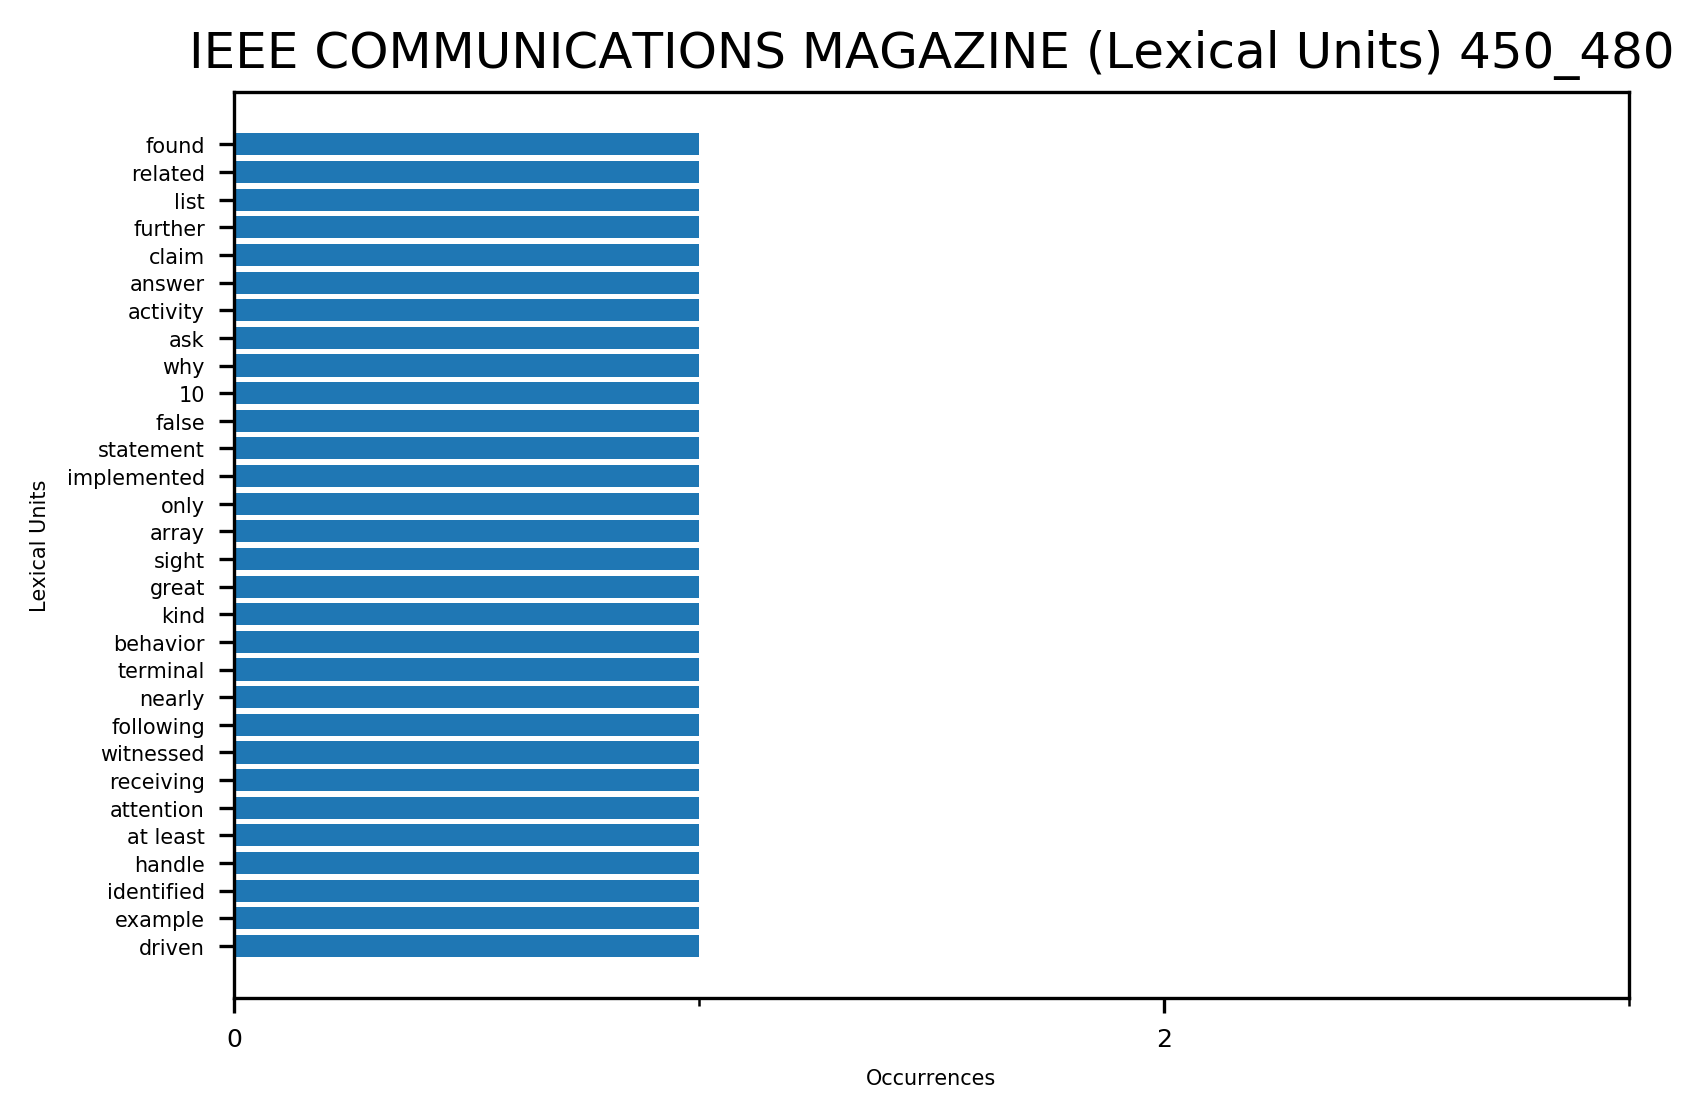 IEEE COMMUNICATIONS MAGAZINE (Lexical Units) 450_480
found
related
list
further
claim
answer
activity
ask
why
10
false
statement
implemented
only
array
sight
great
kind
behavior
terminal
nearly
following
witnessed
receiving
attention
at least
handle
identified
example
driven
Lexical Units
0 2
Occurrences